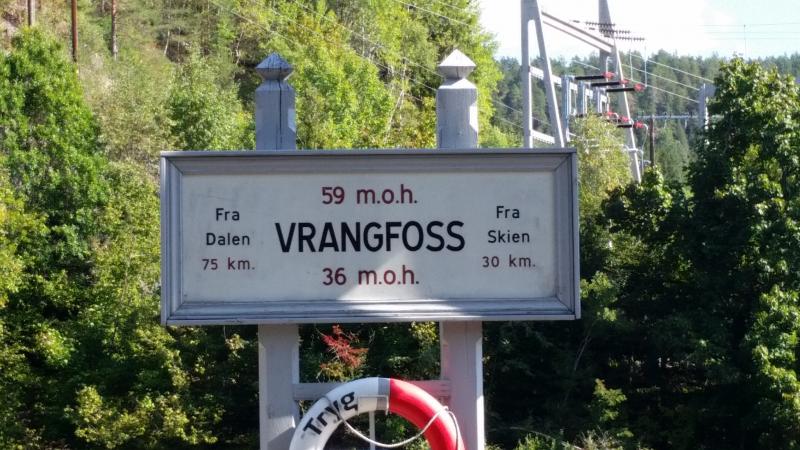 59 m.o.h.
Fra
Dalen
75 km.
VRANGFOSS
Fra
Skien
30 km.
36 m.o.h.
Tryg